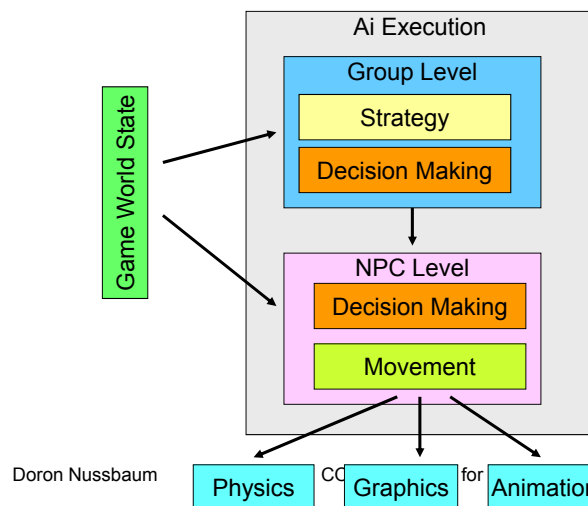 Ai Execution
Group Level
Strategy
Decision Making
Game World State
NPC Level
Decision Making
Movement
Doron Nussbaum
for
Physics
Graphics
Animation